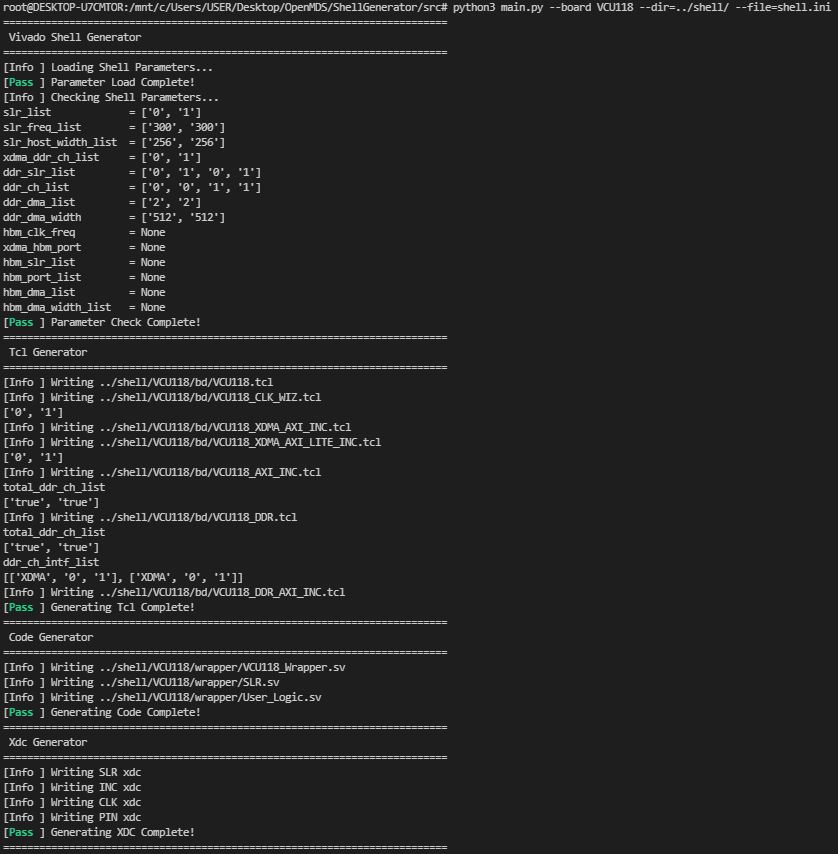 root@DESKTOP-U7CMTOR:/mnt/c/Users/USER/Desktop/OpenMDS/ShellGenerator/src# python3 main.py --board VCU118 --dir=../shell/ --file=shell.ini
==========================================================================
 Vivado Shell Generator
==========================================================================
[Info ] Loading Shell Parameters...
[Pass ] Parameter Load Complete!
[Info ] Checking Shell Parameters...
slr_list             = ['0', '1']
slr_freq_list        = ['300', '300']
slr_host_width_list  = ['256', '256']
xdma_ddr_ch_list     = ['0', '1']
ddr_slr_list         = ['0', '1', '0', '1']
ddr_ch_list          = ['0', '0', '1', '1']
ddr_dma_list         = ['2', '2']
ddr_dma_width        = ['512', '512']
hbm_clk_freq         = None
xdma_hbm_port        = None
hbm_slr_list         = None
hbm_port_list        = None
hbm_dma_list         = None
hbm_dma_width_list   = None
[Pass ] Parameter Check Complete!
==========================================================================
 Tcl Generator
==========================================================================
[Info ] Writing ../shell/VCU118/bd/VCU118.tcl
[Info ] Writing ../shell/VCU118/bd/VCU118_CLK_WIZ.tcl
['0', '1']
[Info ] Writing ../shell/VCU118/bd/VCU118_XDMA_AXI_INC.tcl
[Info ] Writing ../shell/VCU118/bd/VCU118_XDMA_AXI_LITE_INC.tcl
['0', '1']
[Info ] Writing ../shell/VCU118/bd/VCU118_AXI_INC.tcl
total_ddr_ch_list
['true', 'true']
[Info ] Writing ../shell/VCU118/bd/VCU118_DDR.tcl
total_ddr_ch_list
['true', 'true']
ddr_ch_intf_list
[['XDMA', '0', '1'], ['XDMA', '0', '1']]
[Info ] Writing ../shell/VCU118/bd/VCU118_DDR_AXI_INC.tcl
[Pass ] Generating Tcl Complete!
==========================================================================
 Code Generator
==========================================================================
[Info ] Writing ../shell/VCU118/wrapper/VCU118_Wrapper.sv
[Info ] Writing ../shell/VCU118/wrapper/SLR.sv
[Info ] Writing ../shell/VCU118/wrapper/User_Logic.sv
[Pass ] Generating Code Complete!
==========================================================================
 Xdc Generator
==========================================================================
[Info ] Writing SLR xdc
[Info ] Writing INC xdc
[Info ] Writing CLK xdc
[Info ] Writing PIN xdc
[Pass ] Generating XDC Complete!
==========================================================================